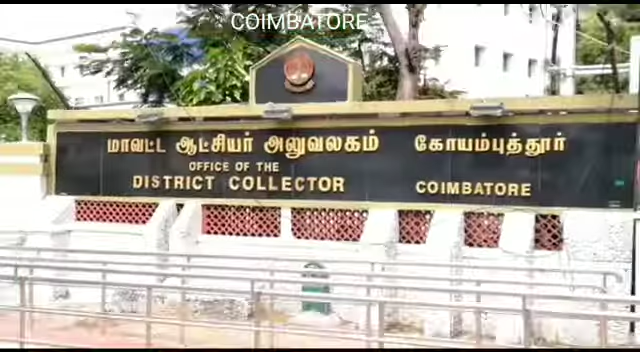 COIMBATORE
மாவட்ட ஆட்சியர் அலுவலகம் கோயம்புத்தூர்
OFFICE OF THE
DISTRICT COLLECTOR COIMBATORE